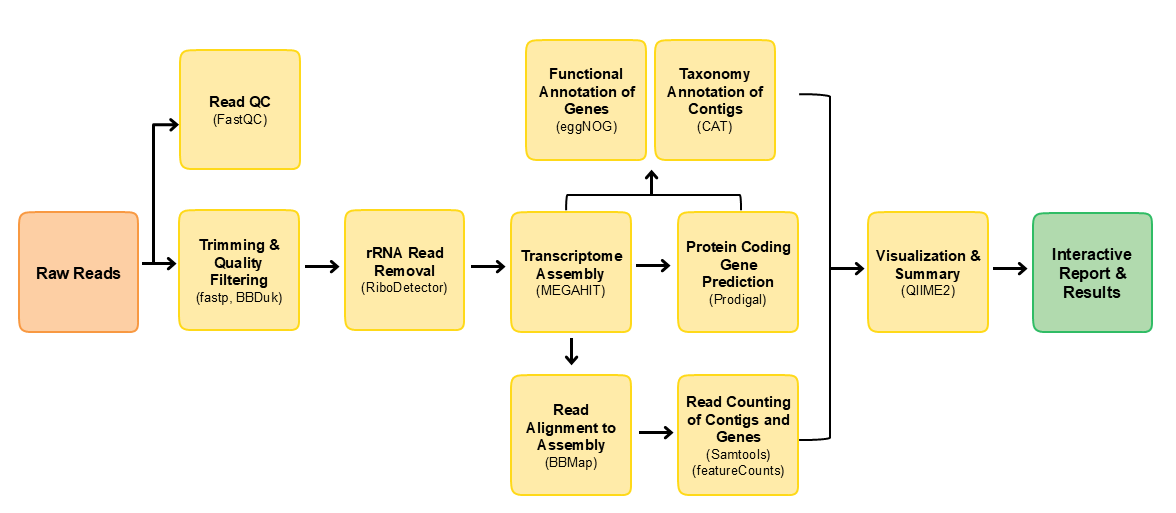 Raw Reads
Read QC
(FastQC)
Trimming &
Quality
Filtering
(fastp, BBDuk)
rRNA Read
Removal
(RiboDetector)
Transcriptome
Assembly
(MEGAHIT)
Protein Coding
Gene
Prediction
(Prodigal)
Functional
Annotation of
Genes
(eggNOG)
Taxonomy
Annotation of
Contigs
(CAT)
Read
Alignment to
Assembly
(BBMap)
Read Counting
of Contigs and
Genes
(Samtools)
(featureCounts)
Visualization &
Summary
(QIIME2)
Interactive
Report &
Results